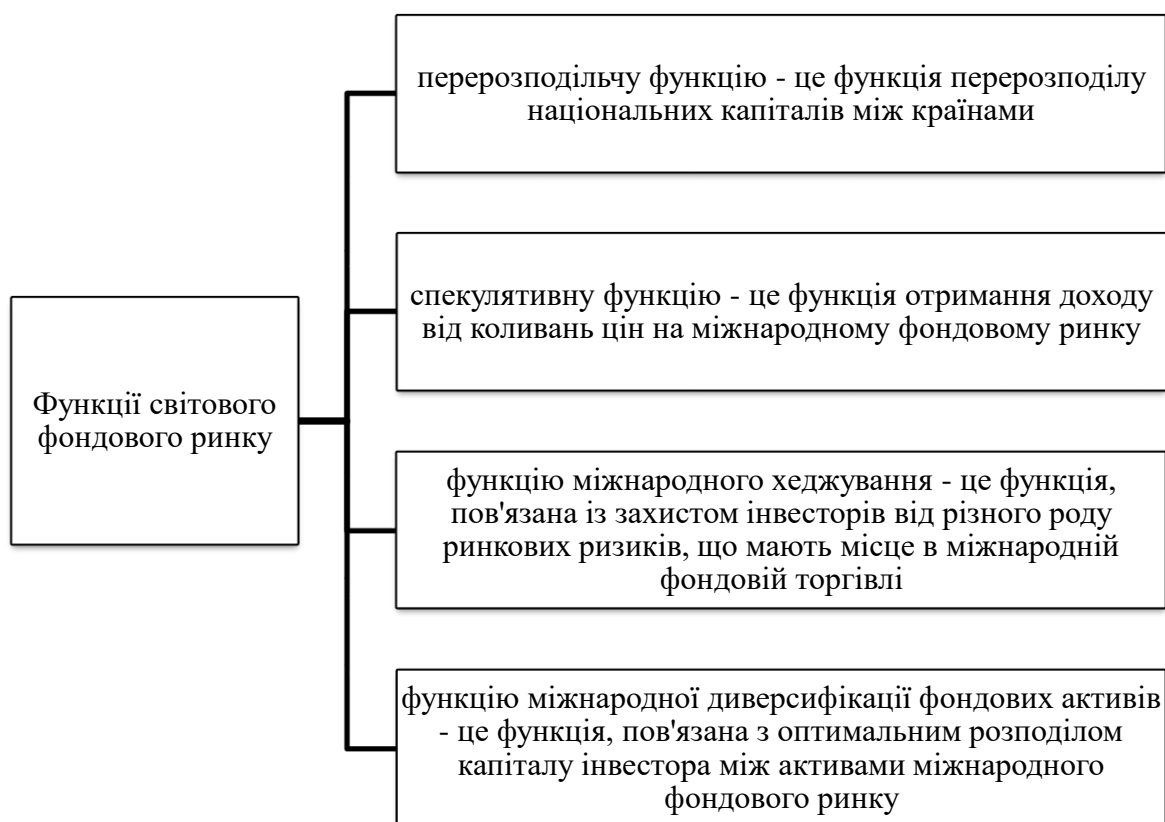 перерозподільчу функцію - це функція перерозподілу
національних капіталів між країнами
спекулятивну функцію - це функція отримання доходу
від коливань цін на міжнародному фондовому ринку
Функції світового
фондового ринку
функцію міжнародного хеджування - це функція,
пов'язана із захистом інвесторів від різного роду
ринкових ризиків, що мають місце в міжнародній
фондовій торгівлі
функцію міжнародної диверсифікації фондових активів
- це функція, пов'язана з оптимальним розподілом
капіталу інвестора між активами міжнародного
фондового ринку